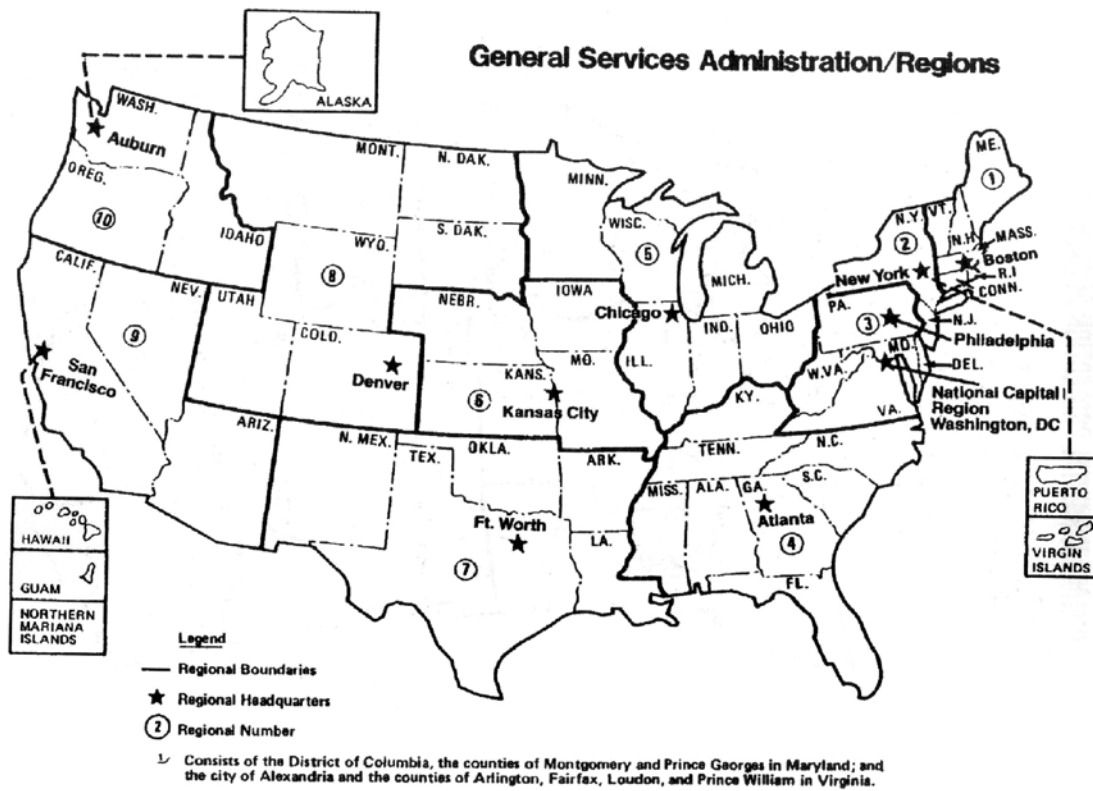 General Services Administration/Regions
ALASKA
WASH.
Auburn
OREG.
10
IDAHO
MONT.
N. DAK.
S. DAK.
WYO.
8
MINN.
WISC.
5
MICH.
ME.
1
N.Y.
VT.
N.H.
MASS.
2
Boston
New York
R.I
CONN.
CALIF.
NEV.
UTAH
9
COLO.
NEBR.
IOWA
Chicago
IND.
OHIO
PA.
3
N.J.
Philadelphia
San
Francisco
Denver
KANS.
6
Kansas City
MO.
ILL.
KY.
W.VA
MD.
DEL.
National Capital
Region
Washington, DC
VA.
ARIZ.
N. MEX.
TEX.
OKLA.
ARK.
TENN.
N.C.
S.C.
MISS.
ALA.
GA.
Atlanta
4
Ft. Worth
7
LA.
FL.
PUERTO
RICO
VIRGIN
ISLANDS
HAWAII
GUAM
NORTHERN
MARIANA
ISLANDS
Legend
Regional Boundaries
Regional Headquarters
2 Regional Number
1/ Consists of the District of Columbia, the counties of Montgomery and Prince Georges in Maryland; and
the city of Alexandria and the counties of Arlington, Fairfax, Loudon, and Prince William in Virginia.